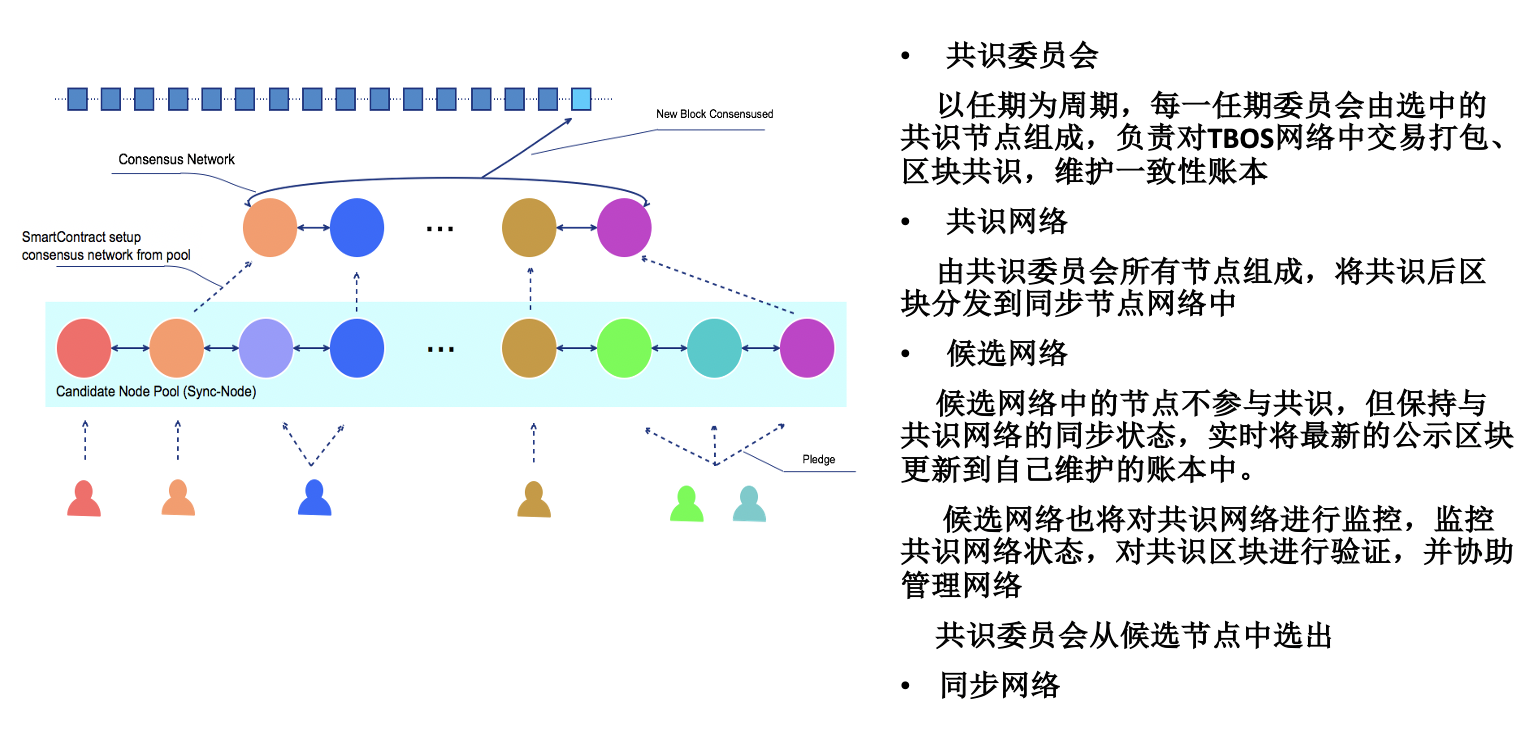 New Block Consensused
Consensus Network
SmartContract setup
consensus network from pool
...
...
Candidate Node Pool (Sync-Node)
Pledge
• 共识委员会
以任期为周期，每一任期委员会由选中的
共识节点组成，负责对TBOS网络中交易打包、
区块共识，维护一致性账本
• 共识网络
由共识委员会所有节点组成，将共识后区
块分发到同步节点网络中
• 候选网络
候选网络中的节点不参与共识，但保持与
共识网络的同步状态，实时将最新的公示区块
更新到自己维护的账本中。
候选网络也将对共识网络进行监控，监控
共识网络状态，对共识区块进行验证，并协助
管理网络
共识委员会从候选节点中选出
• 同步网络